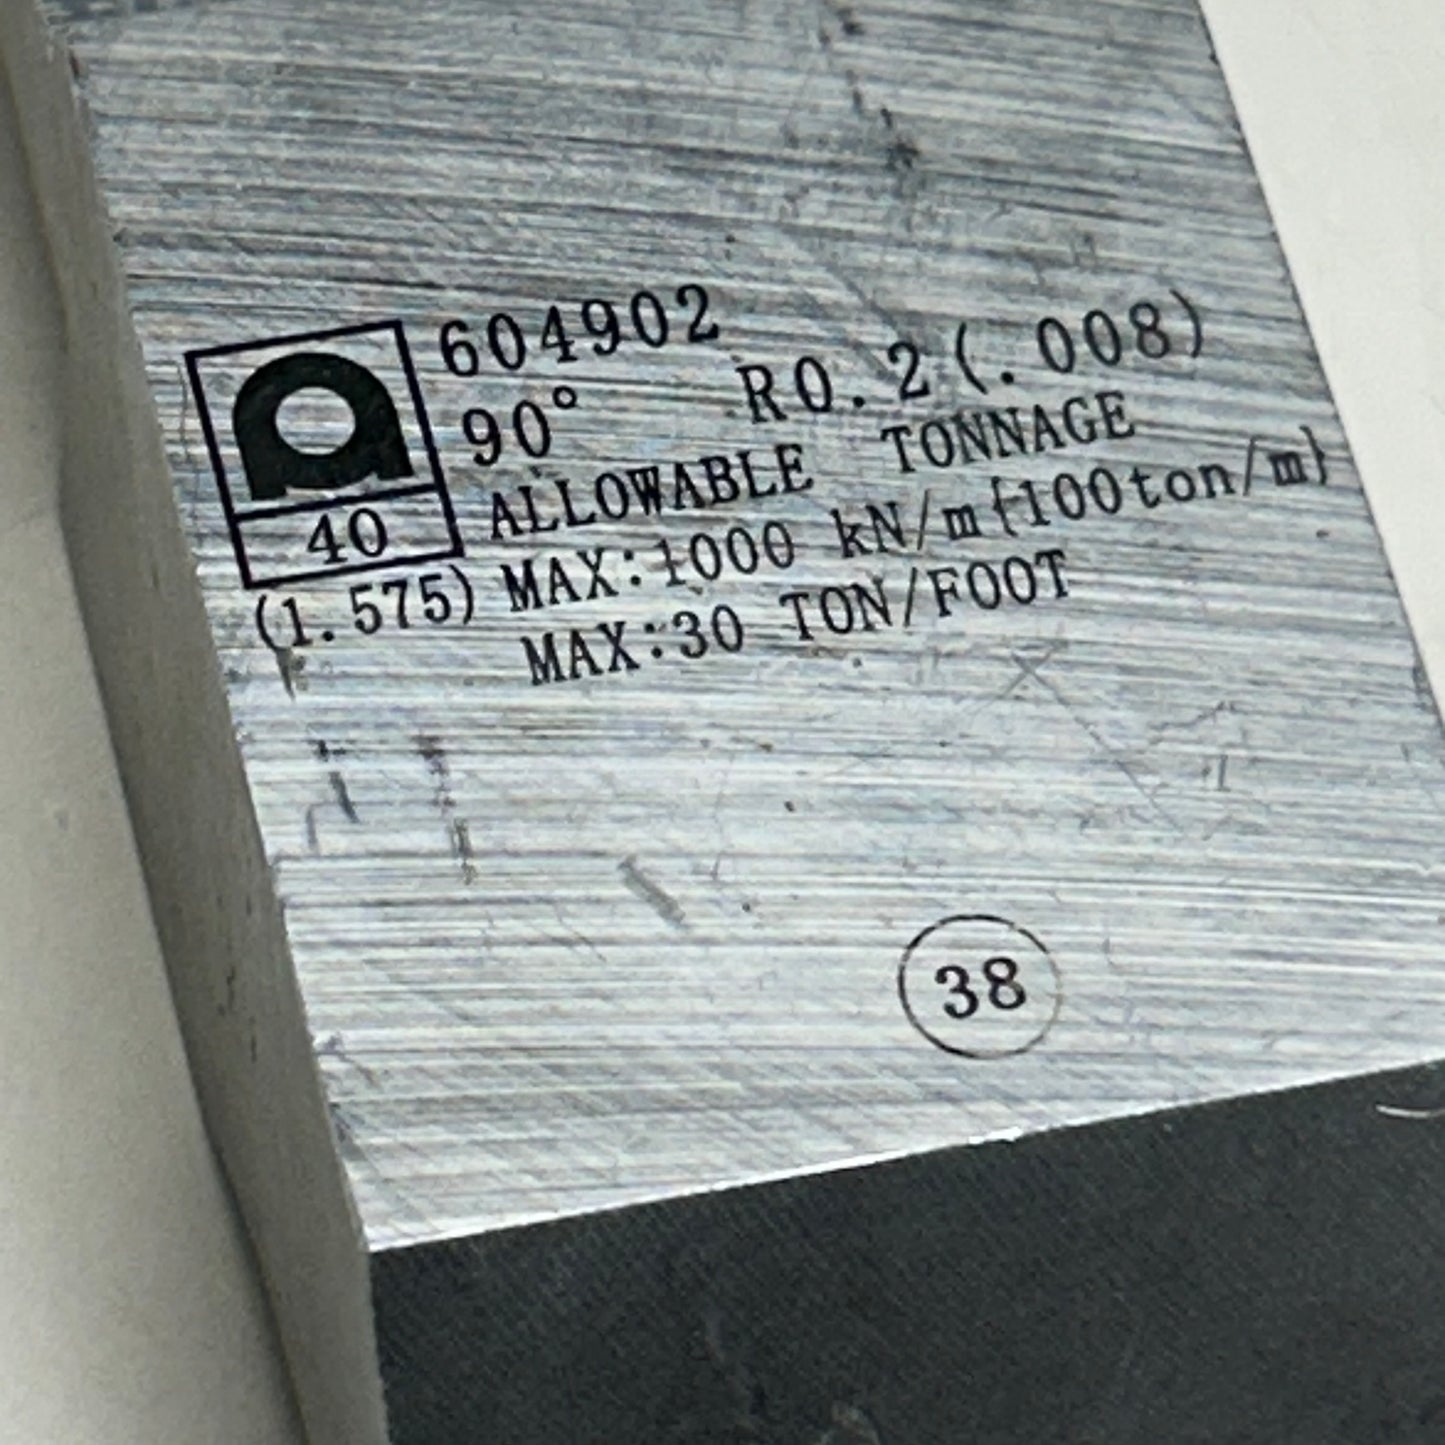 604902
90° R0.2(.008)
ALLOWABLE TONNAGE
40
(1.575) MAX:1000 kN/m{100ton/m}
MAX:30 TON/FOOT
38